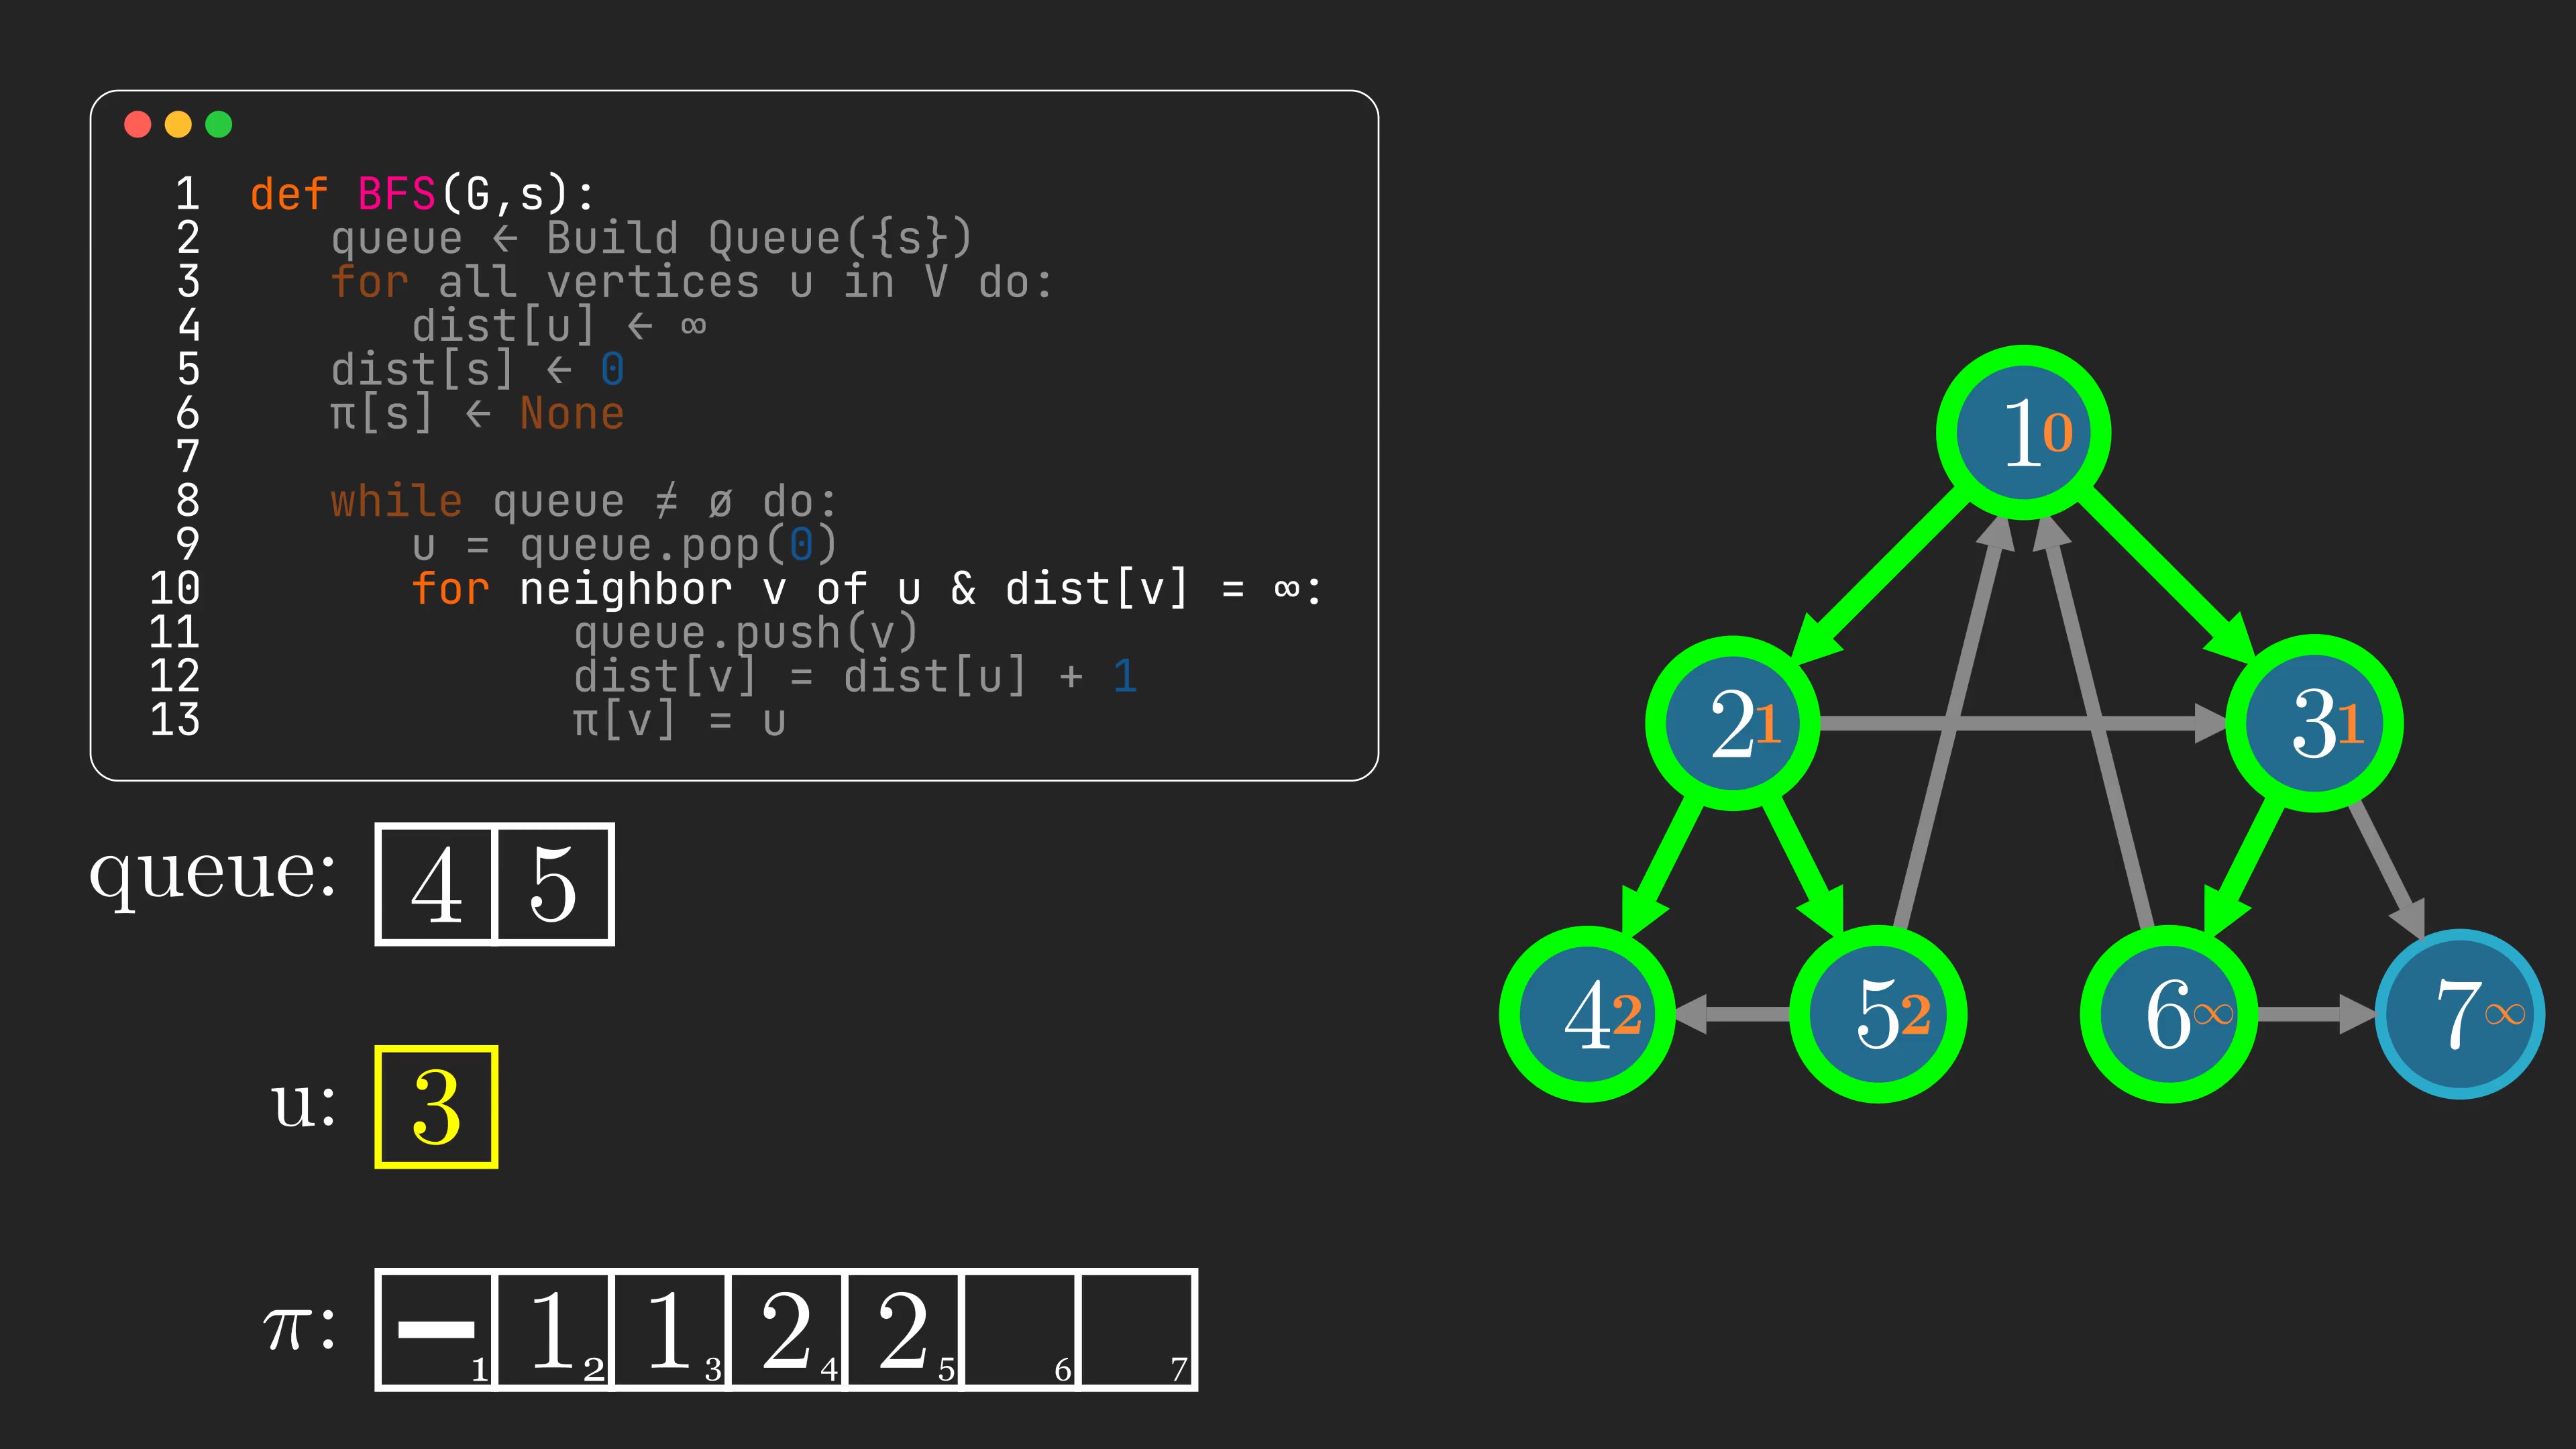 1 def BFS(G,s):
2 queue ← Build Queue({s})
3 for all vertices u in V do:
4 dist[u] ← ∞
5 dist[s] ← 0
6 π[s] ← None
7
8 while queue ≠ ø do:
9 u = queue.pop(0)
10 for neighbor v of u & dist[v] = ∞:
11 queue.push(v)
12 dist[v] = dist[u] + 1
13 π[v] = u
queue: 4 5
u: 3
π: – 1 1 1 2 1 3 2 4 2 5 6 7
1 0
2 1
3 1
4 2
5 2
6 ∞
7 ∞